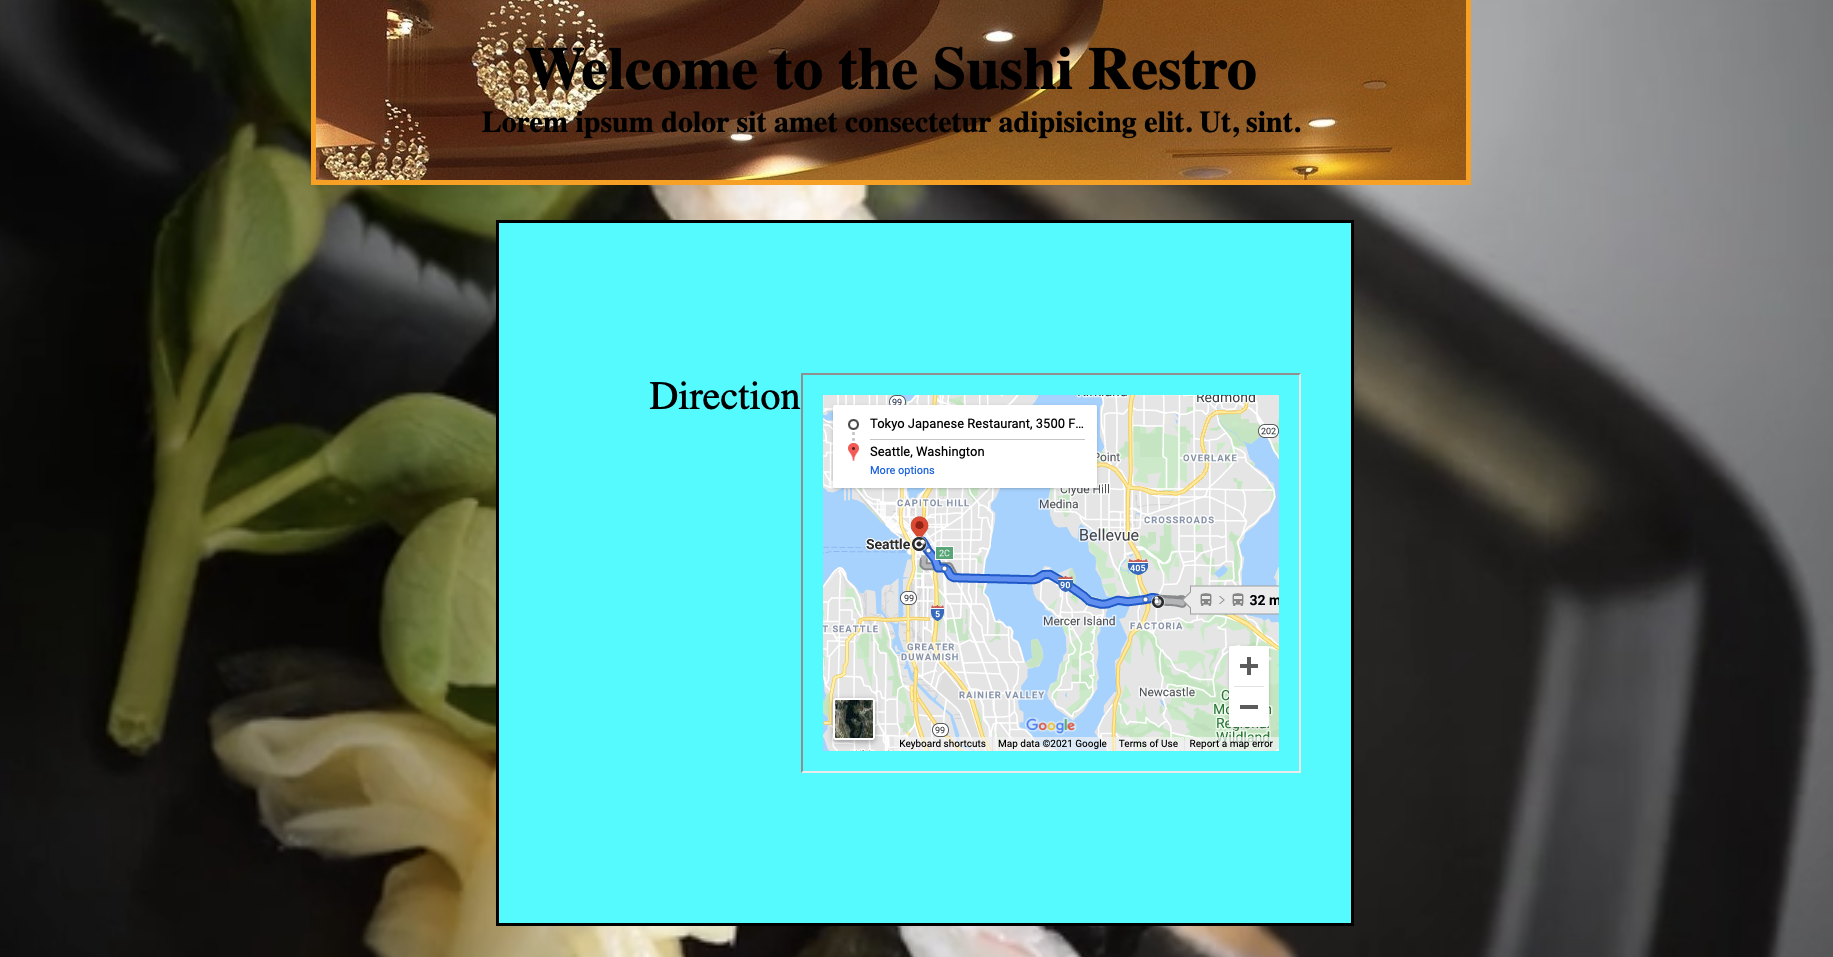 Welcome to the Sushi Restro
Lorem ipsum dolor sit amet consectetur adipisicing elit. Ut, sint.
Direction
Tokyo Japanese Restaurant, 3500 F...
Seattle, Washington
More options
99
Redmond
202
Point
OVERLAKE
Clyde Hill
CAPITOL HILL
Medina
CROSSROADS
Bellevue
Seattle
2C
405
90
99
5
32 m
Mercer Island
FACTORIA
T SEATTLE
GREATER
DUWAMISH
RAINIER VALLEY
Newcastle
99
Google
Keyboard shortcuts
Map data ©2021 Google
Terms of Use
Report a map error